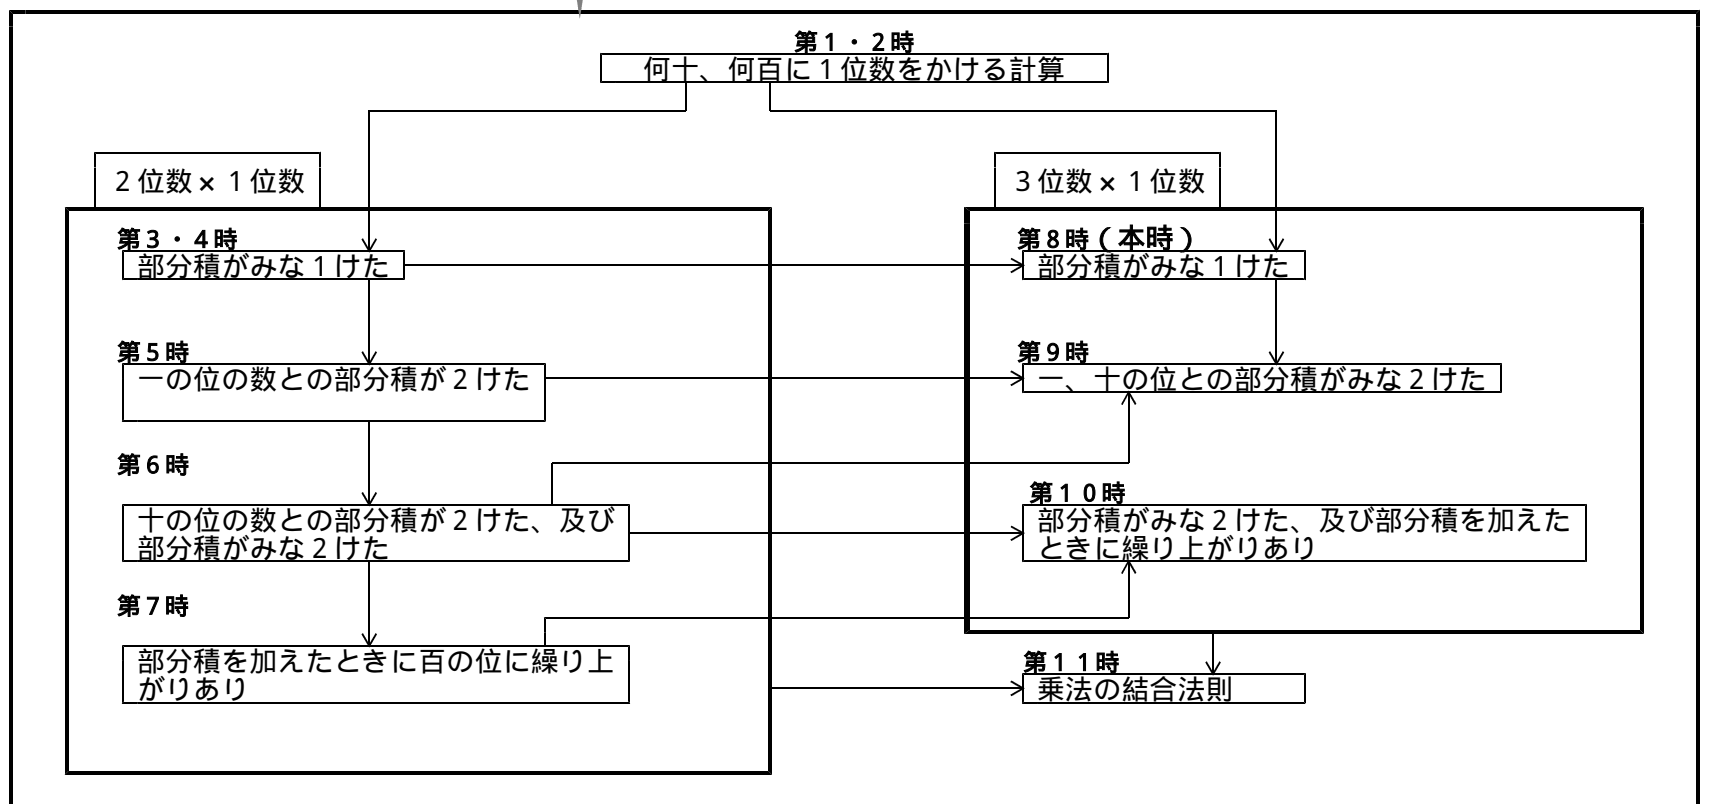 第１・２時
何十、何百に１位数をかける計算
２位数×１位数
第３・４時
部分積がみな１けた
第５時
一の位の数との部分積が２けた
第６時
十の位の数との部分積が２けた、及び
部分積がみな２けた
第７時
部分積を加えたときに百の位に繰り上
がりあり
３位数×１位数
第８時（本時）
部分積がみな１けた
第９時
一、十の位との部分積がみな２けた
第１０時
部分積がみな２けた、及び部分積を加えた
ときに繰り上がりあり
第１１時
乗法の結合法則